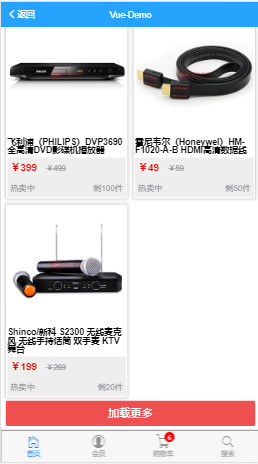 返回 Vue-Demo
飞利浦（PHILIPS）DVP3690
全高清DVD影碟机播放器
￥399 ￥499
热卖中 剩100件
霍尼韦尔（Honeywel）HM-
F1020-A-B HDMI高清数据线
￥49 ￥59
热卖中 剩50件
Shinco/新科 S2300 无线麦克
风 无线手持话筒 双手麦 KTV
舞台
￥199 ￥269
热卖中 剩20件
加载更多
6
首页 会员 购物车 搜索